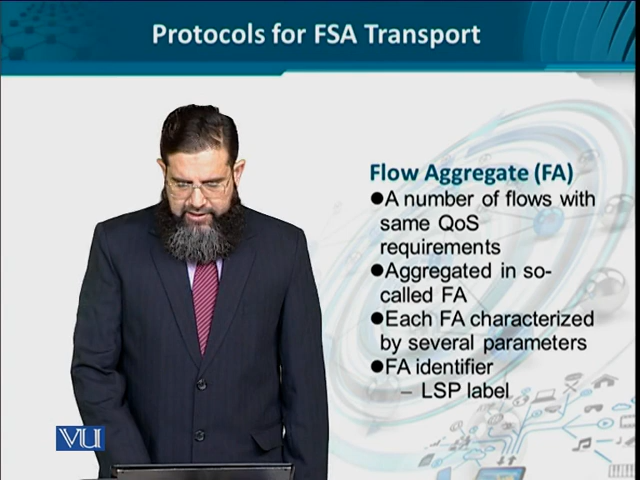 Protocols for FSA Transport
Flow Aggregate (FA)
●A number of flows with
same QoS
requirements
●Aggregated in so-
called FA
●Each FA characterized
by several parameters
●FA identifier
– LSP label
VU